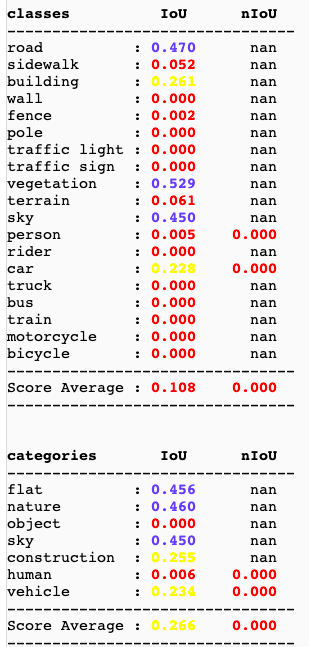 classes IoU nIoU
--------------------------------
road : 0.470 nan
sidewalk : 0.052 nan
building : 0.261 nan
wall : 0.000 nan
fence : 0.002 nan
pole : 0.000 nan
traffic light : 0.000 nan
traffic sign : 0.000 nan
vegetation : 0.529 nan
terrain : 0.061 nan
sky : 0.450 nan
person : 0.005 0.000
rider : 0.000 nan
car : 0.228 0.000
truck : 0.000 nan
bus : 0.000 nan
train : 0.000 nan
motorcycle : 0.000 nan
bicycle : 0.000 nan
--------------------------------
Score Average : 0.108 0.000
--------------------------------
categories IoU nIoU
--------------------------------
flat : 0.456 nan
nature : 0.460 nan
object : 0.000 nan
sky : 0.450 nan
construction : 0.255 nan
human : 0.006 0.000
vehicle : 0.234 0.000
--------------------------------
Score Average : 0.266 0.000
--------------------------------